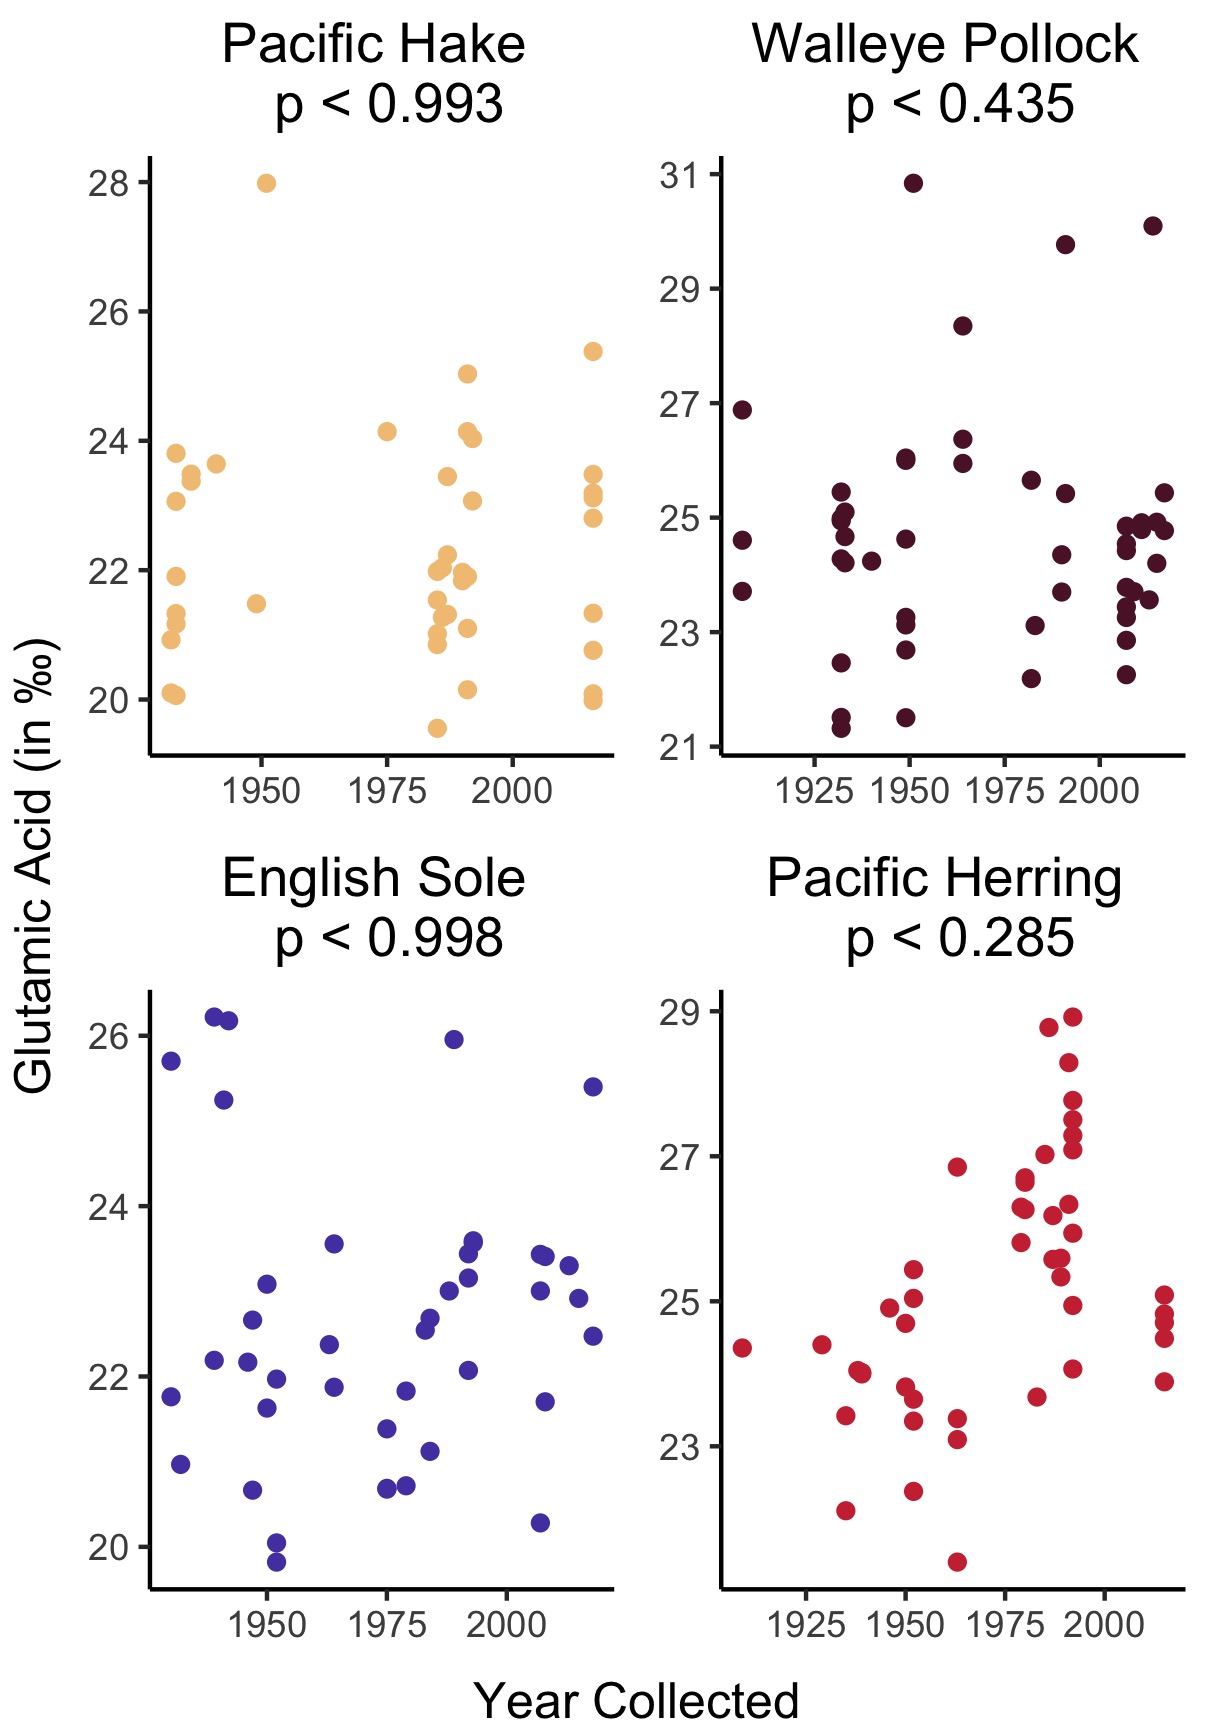 Pacific Hake
p < 0.993
28
26
24
22
20
1950 1975 2000
Walleye Pollock
p < 0.435
31
29
27
25
23
21
1925 1950 1975 2000
Glutamic Acid (in ‰)
English Sole
p < 0.998
26
24
22
20
1950 1975 2000
Pacific Herring
p < 0.285
29
27
25
23
1925 1950 1975 2000
Year Collected